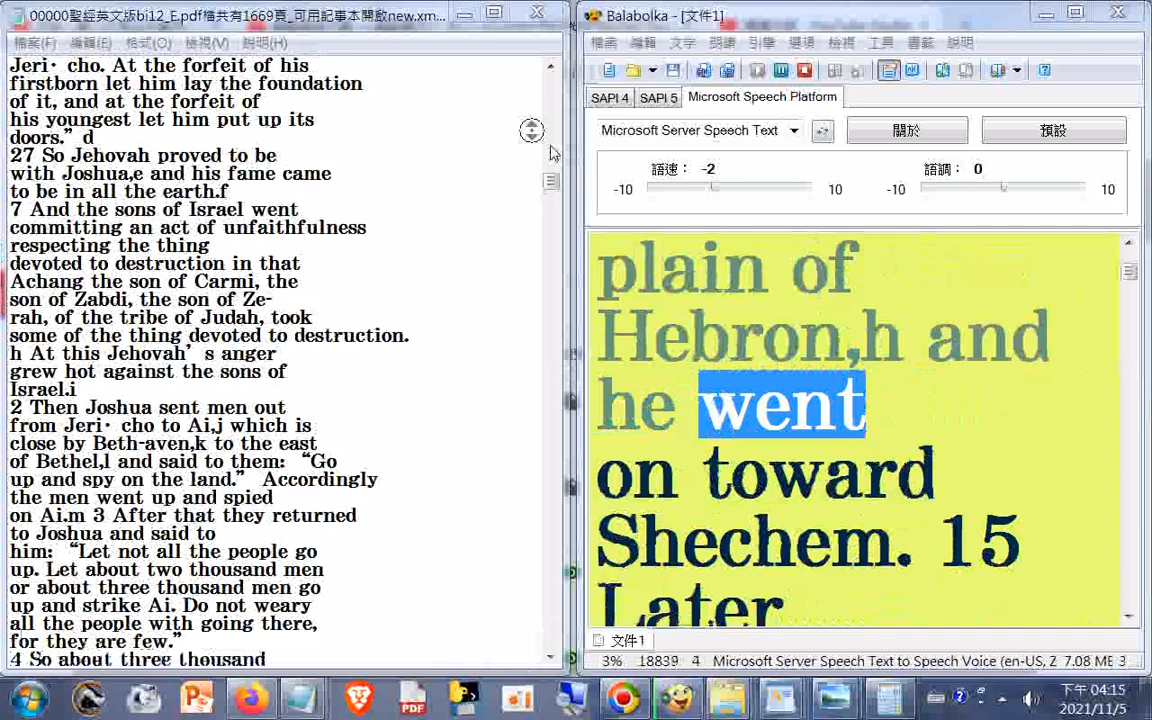 00000聖經英文版bi12_E.pdf檔共有1669頁_可用記事本開啟new.xm...
檔案(F) 編輯(E) 格式(O) 檢視(V) 說明(H)
Jeri· cho. At the forfeit of his
firstborn let him lay the foundation
of it, and at the forfeit of
his youngest let him put up its
doors.” d
27 So Jehovah proved to be
with Joshua,e and his fame came
to be in all the earth.f
7 And the sons of Israel went
committing an act of unfaithfulness
respecting the thing
devoted to destruction in that
Achang the son of Carmi, the
son of Zabdi, the son of Ze-
rah, of the tribe of Judah, took
some of the thing devoted to destruction.
h At this Jehovah’s anger
grew hot against the sons of
Israel.i
2 Then Joshua sent men out
from Jeri· cho to Ai,j which is
close by Beth-aven,k to the east
of Bethel,l and said to them: “Go
up and spy on the land.” Accordingly
the men went up and spied
on Ai.m 3 After that they returned
to Joshua and said to
him: “Let not all the people go
up. Let about two thousand men
or about three thousand men go
up and strike Ai. Do not weary
all the people with going there,
for they are few.”
4 So about three thousand
Balabolka - [文件1]
檔案 編輯 文字 朗讀 引擎 選項 檢視 工具 書籤 說明
SAPI 4 SAPI 5 Microsoft Speech Platform
Microsoft Server Speech Text 關於 預設
語速： -2 語調： 0
-10 10 -10 10
plain of
Hebron,h and
he went
on toward
Shechem. 15
Later
文件1
3% 18839 4 Microsoft Server Speech Text to Speech Voice (en-US, Z 7.08 ME 3
PDF
下午 04:15
2021/11/5